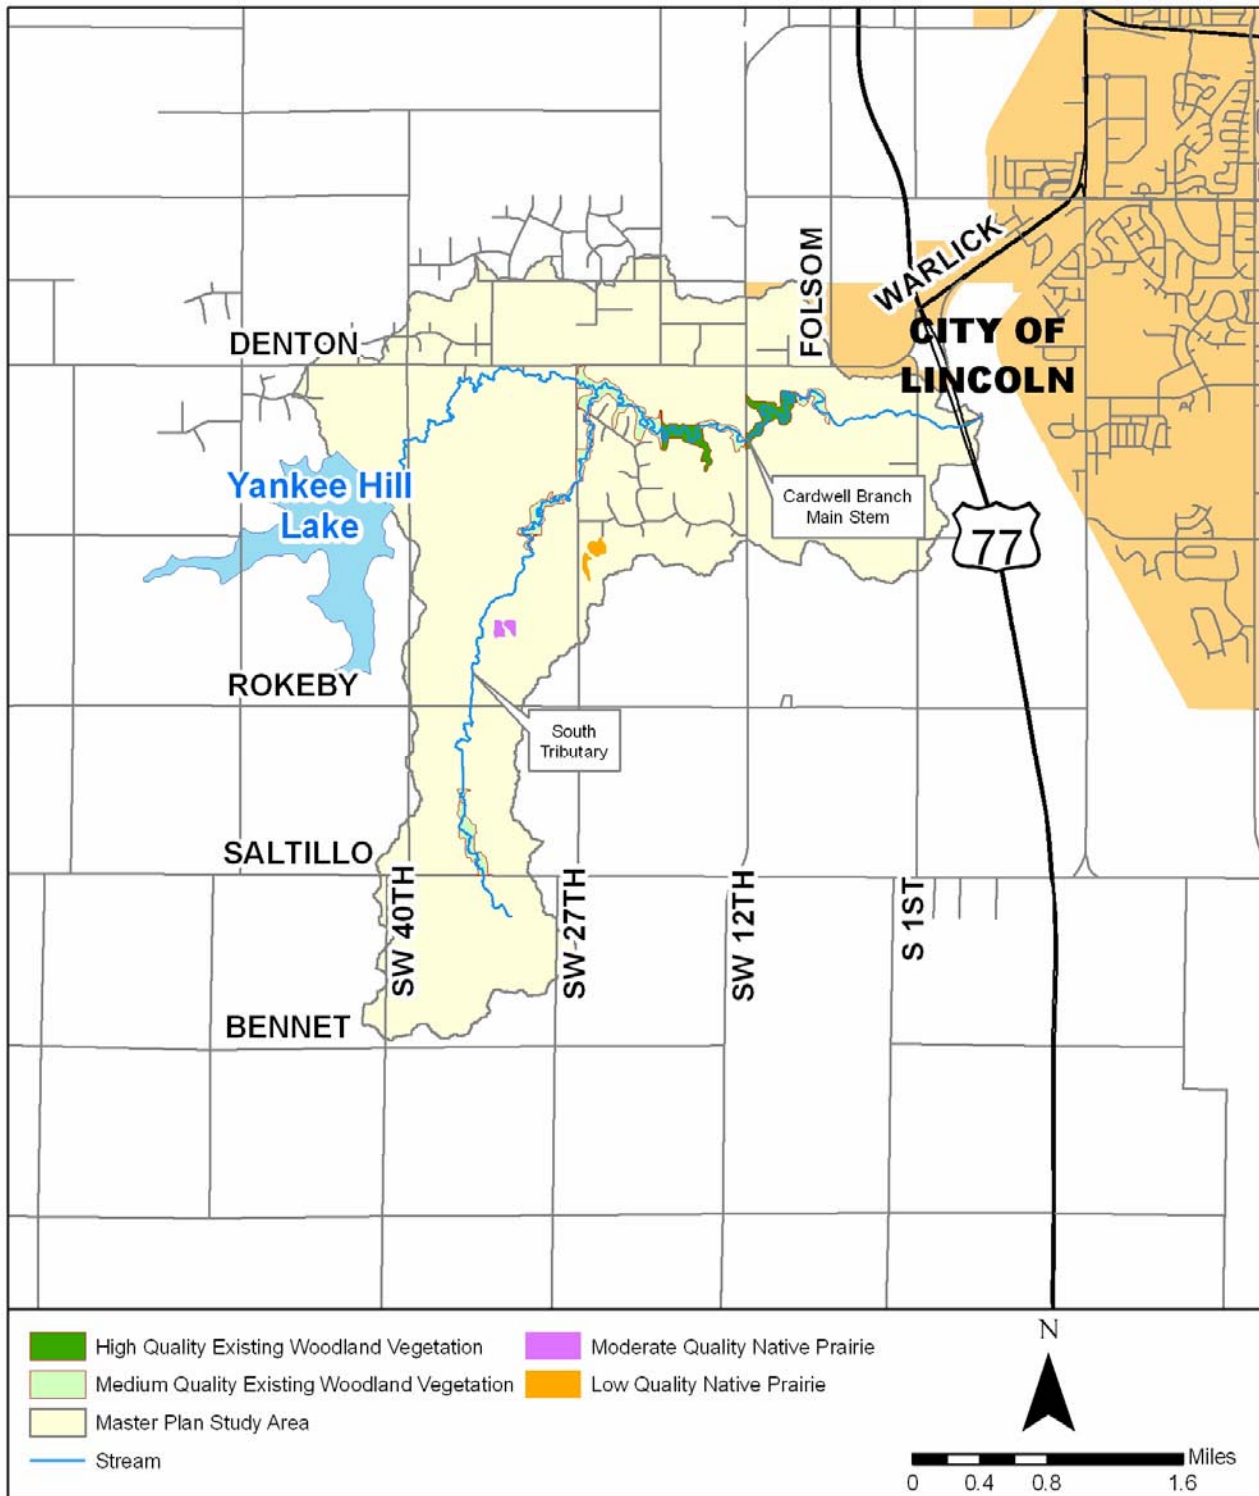 FOLSOM
WARLICK
CITY OF
LINCOLN
DENTON
Yankee Hill
Lake
Cardwell Branch
Main Stem
77
ROKEBY
South
Tributary
SALTILLO
SW 40TH
SW 27TH
SW 12TH
S 1ST
BENNET
High Quality Existing Woodland Vegetation
Medium Quality Existing Woodland Vegetation
Master Plan Study Area
Stream
Moderate Quality Native Prairie
Low Quality Native Prairie
N
Miles
0 0.4 0.8 1.6